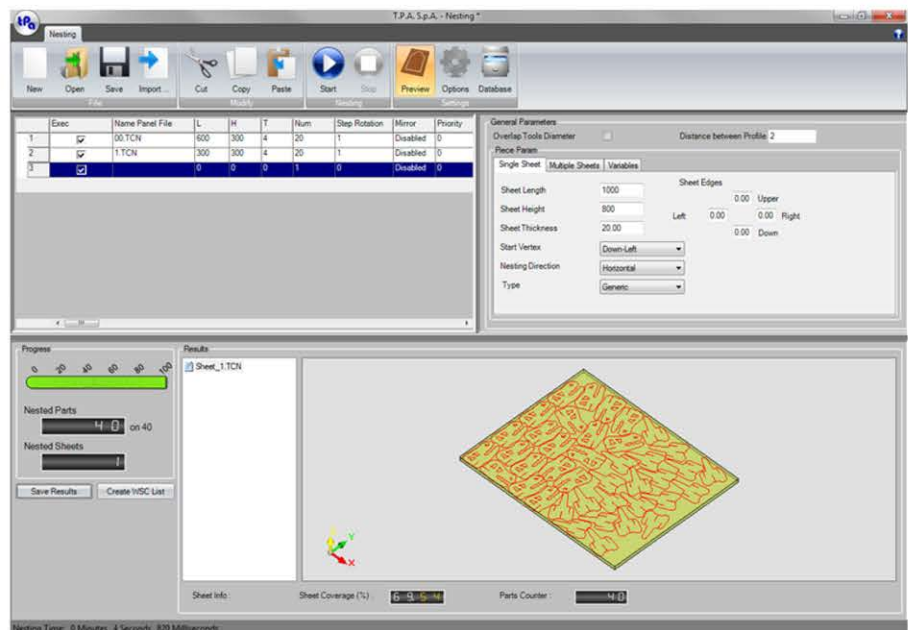 T.P.A. S.p.A. - Nesting *
tPa
Nesting
New Open Save Import... Cut Copy Paste Start Stop Preview Options Database
File Modify Nesting Settings
Exec Name Panel File L H T Num Step Rotation Mirror Priority
1 00.TCN 600 300 4 20 1 Disabled 0
2 1.TCN 300 300 4 20 1 Disabled 0
3 0 0 0 1 0 Disabled 0
General Parameters
Overlap Tools Diameter Distance between Profile 2
Piece Param
Single Sheet Multiple Sheets Variables
Sheet Length 1000 Sheet Edges
0.00 Upper
Sheet Height 800 Left 0.00 0.00 Right
Sheet Thickness 20.00 0.00 Down
Start Vertex Down-Left
Nesting Direction Horizontal
Type Generic
Progress
0 20 40 60 80 100
Nested Parts
40 on 40
Nested Sheets
1
Save Results Create WSC List
Results
Sheet_1.TCN
Y
X
Sheet Info : Sheet Coverage (%) : 69.54 Parts Counter : 40
Nesting Time: 0 Minutes 4 Seconds 820 Milliseconds